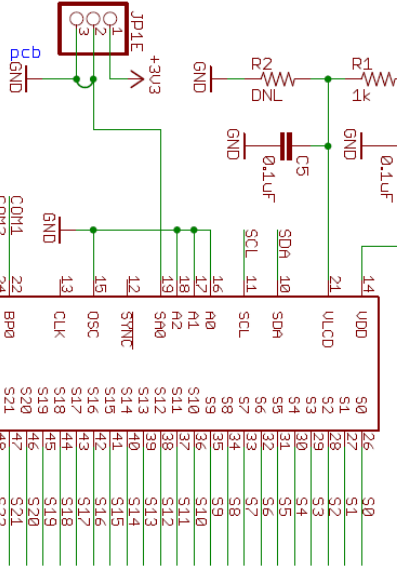 JP1E
3 2 1
pcb
GND
+3V3
GND
R2
DNL
R1
1k
GND
0.1uF
C5
GND
0.1uF
COM1
GND
SCL
SDA
22 13 15 12 19 18 17 16 11 10 21 14
BP0 CLK OSC SYNC SA0 A2 A1 A0 SCL SDA VLCD VDD
S21 S20 S19 S18 S17 S16 S15 S14 S13 S12 S11 S10 S9 S8 S7 S6 S5 S4 S3 S2 S1 S0
48 47 46 45 44 43 42 41 40 39 38 37 36 35 34 33 32 31 30 29 28 27 26
S21 S20 S19 S18 S17 S16 S15 S14 S13 S12 S11 S10 S9 S8 S7 S6 S5 S4 S3 S2 S1 S0